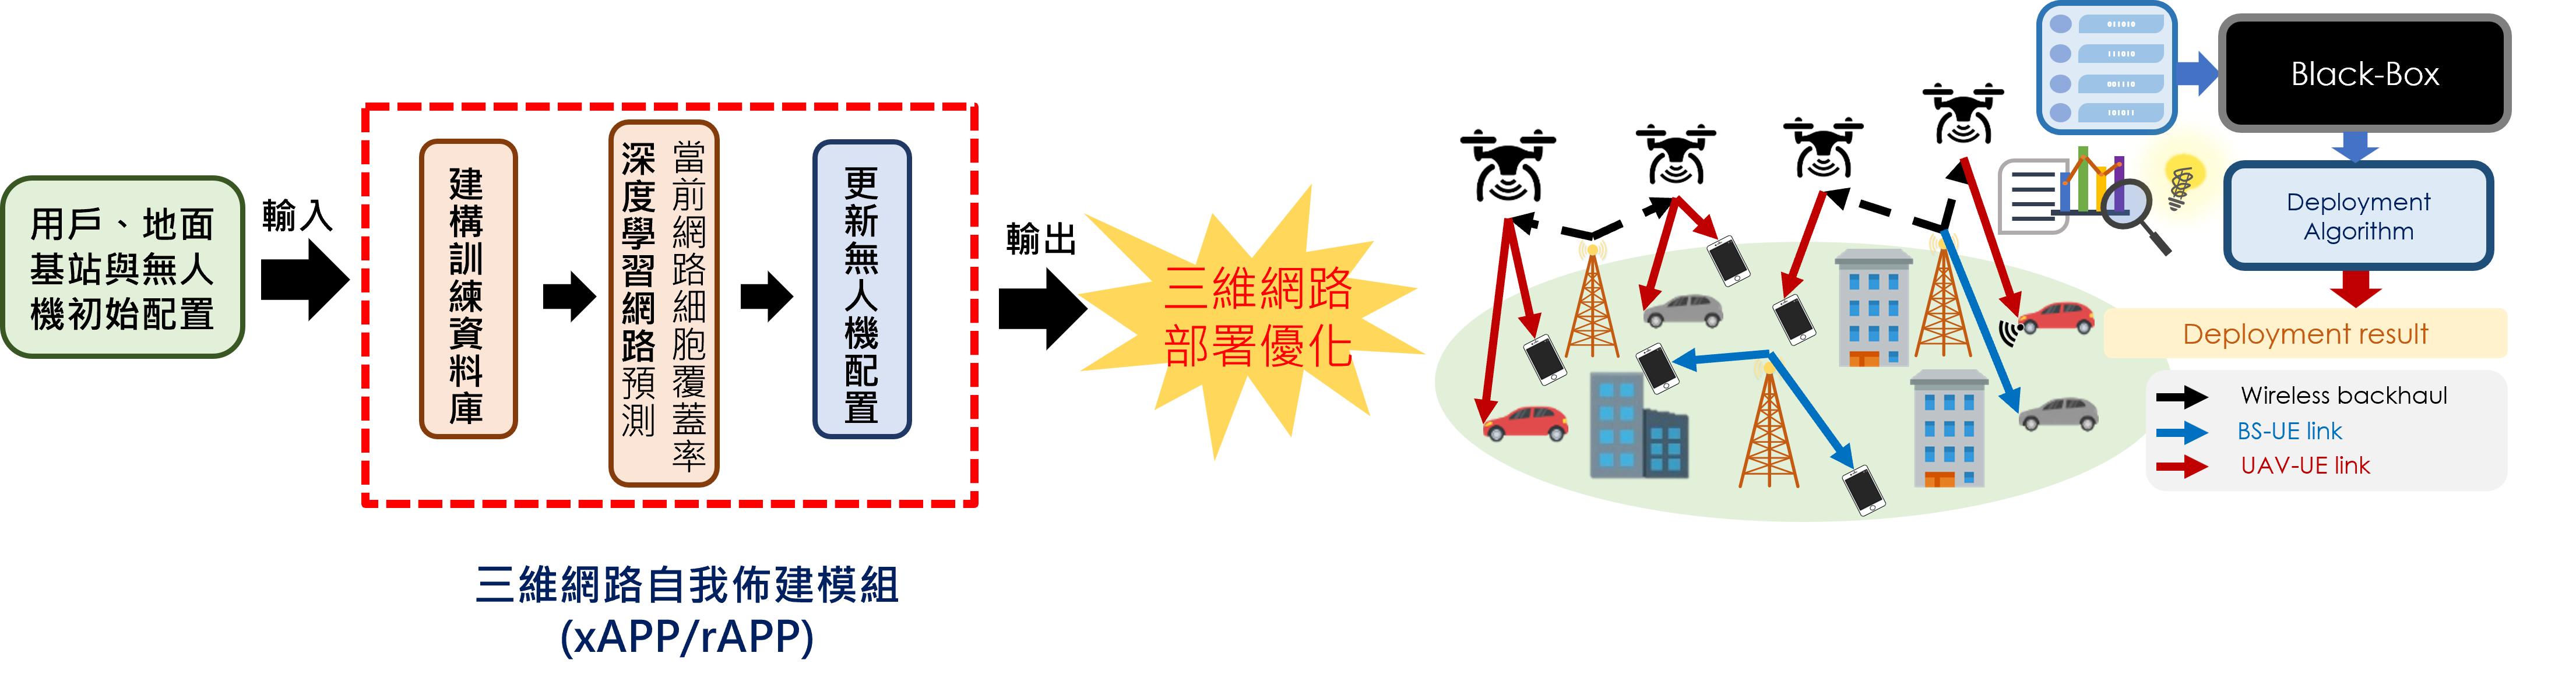 用戶、地面
基站與無人
機初始配置
輸入
建構訓練資料庫
當前網路細胞覆蓋率
深度學習網路預測
更新無人機配置
輸出
三維網路
部署優化
三維網路自我佈建模組
(xAPP/rAPP)
011010
111010
001110
101011
Black-Box
Deployment
Algorithm
Deployment result
Wireless backhaul
BS-UE link
UAV-UE link